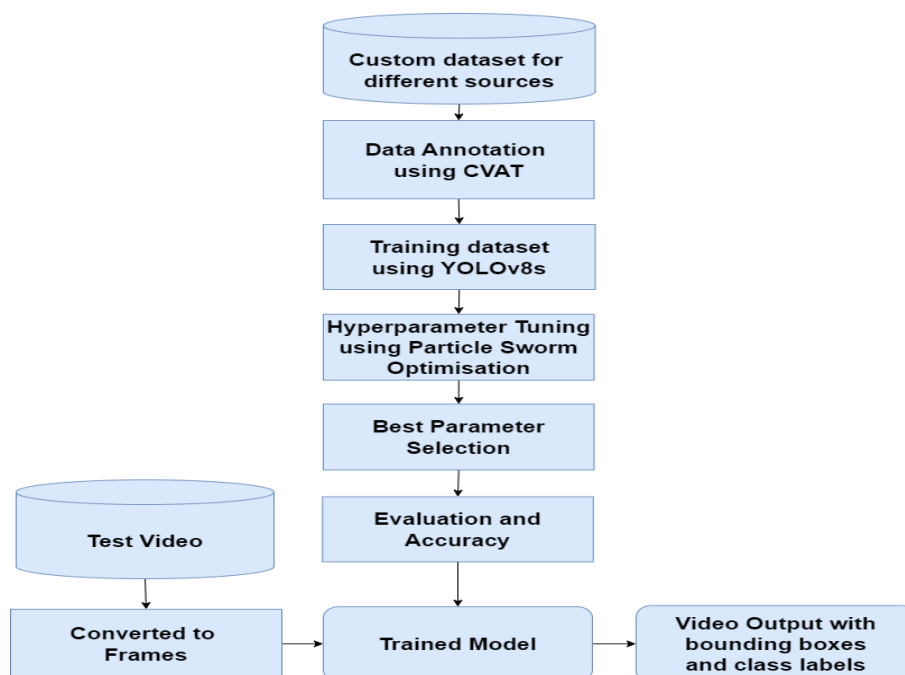 Custom dataset for
different sources
Data Annotation
using CVAT
Training dataset
using YOLOv8s
Hyperparameter Tuning
using Particle Sworm
Optimisation
Best Parameter
Selection
Evaluation and
Accuracy
Test Video
Converted to
Frames
Trained Model
Video Output with
bounding boxes
and class labels